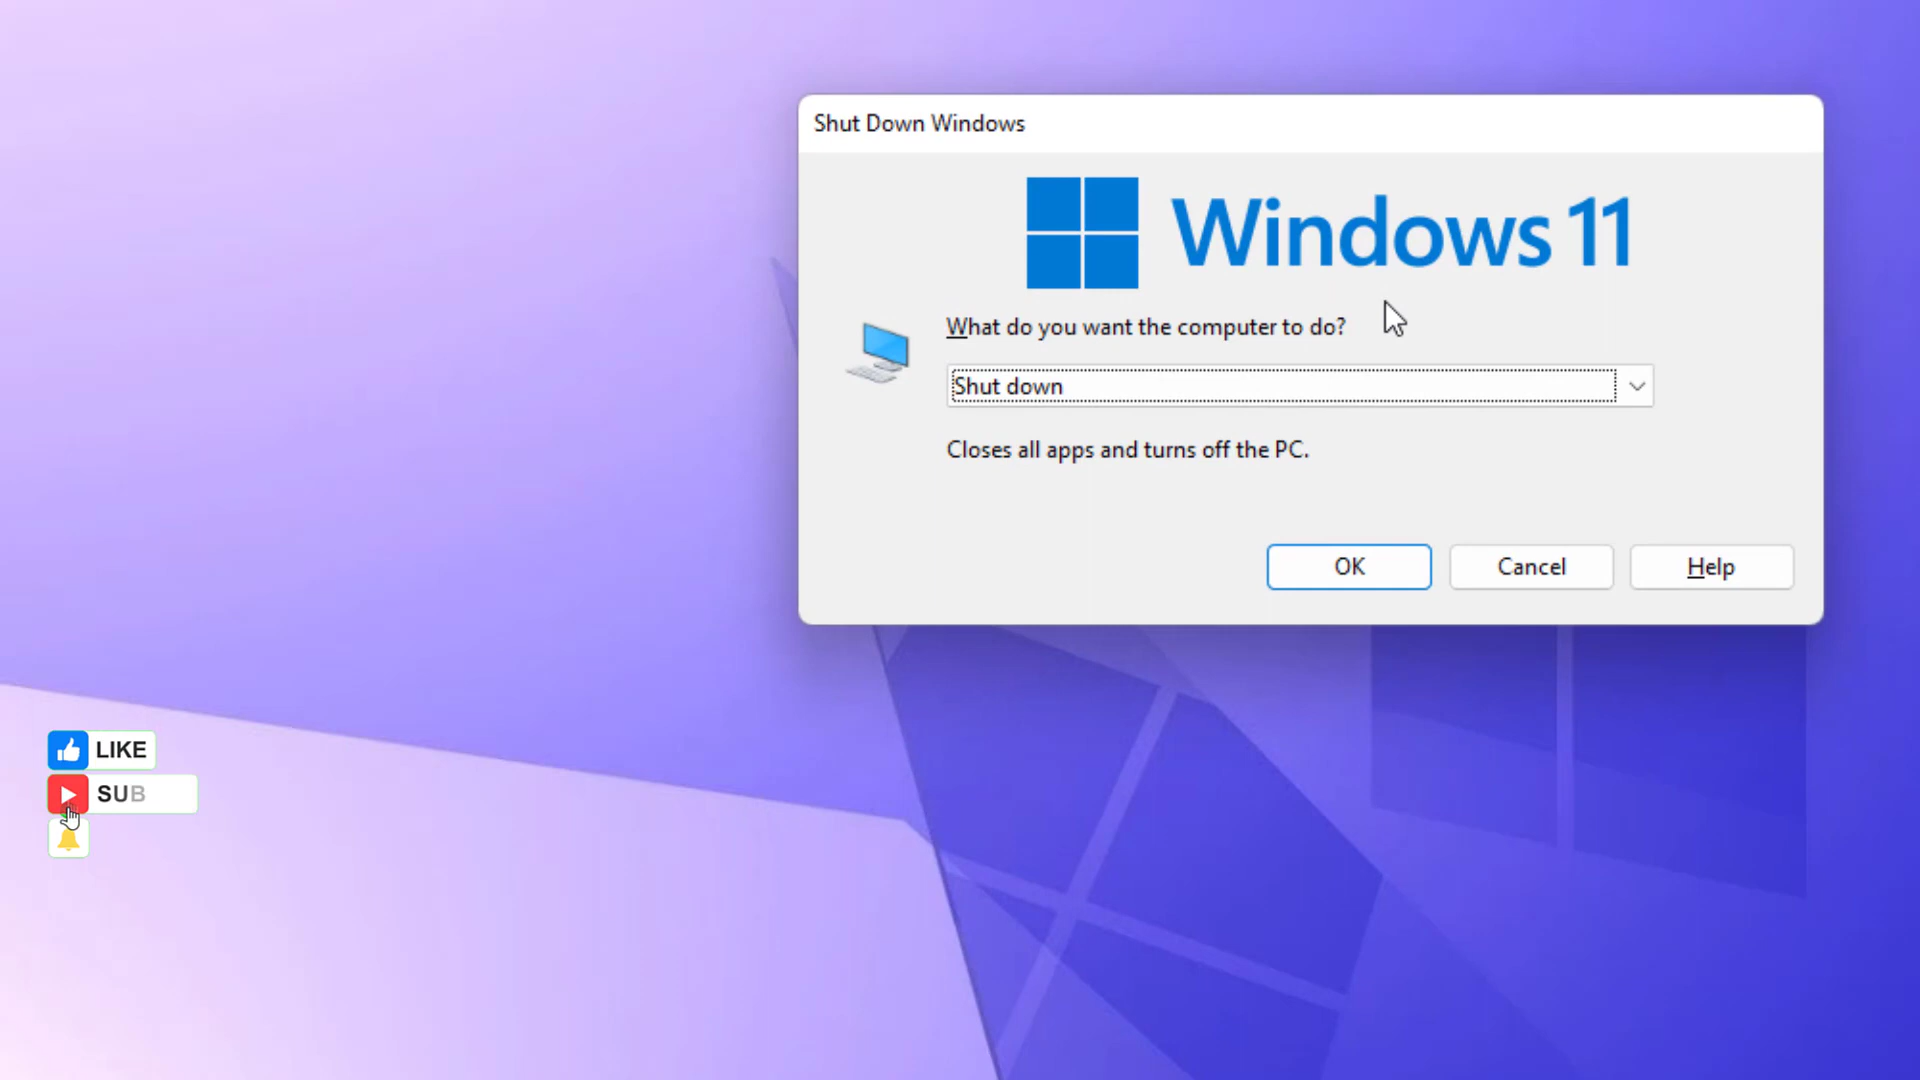 Shut Down Windows
Windows 11
What do you want the computer to do?
Shut down
Closes all apps and turns off the PC.
OK
Cancel
Help
LIKE
SUB